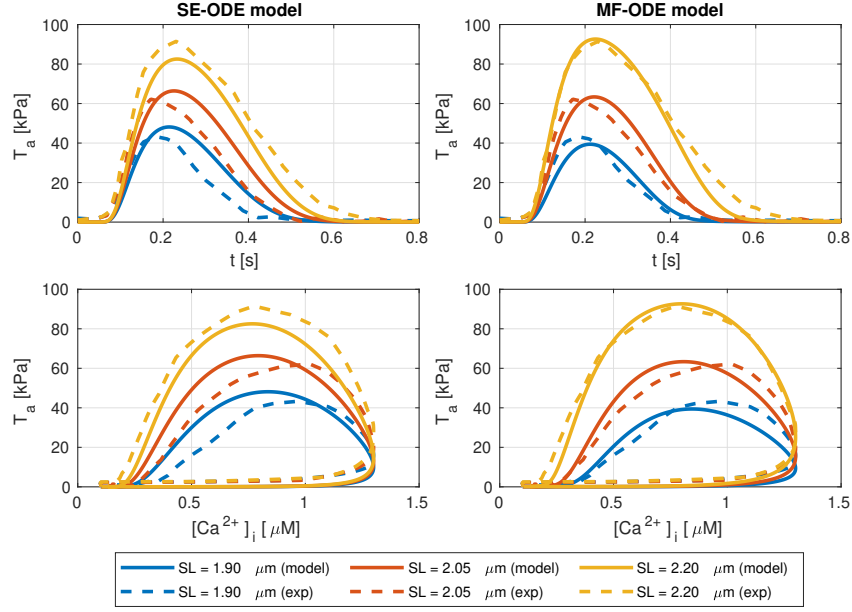 SE-ODE model
MF-ODE model
100
80
60
40
20
0
T a [kPa]
0 0.2 0.4 0.6 0.8
t [s]
100
80
60
40
20
0
T a [kPa]
0 0.2 0.4 0.6 0.8
t [s]
100
80
60
40
20
0
T a [kPa]
0 0.5 1 1.5
[Ca 2+ ] i [ μM]
100
80
60
40
20
0
T a [kPa]
0 0.5 1 1.5
[Ca 2+ ] i [ μM]
SL = 1.90 μm (model) SL = 2.05 μm (model) SL = 2.20 μm (model)
SL = 1.90 μm (exp) SL = 2.05 μm (exp) SL = 2.20 μm (exp)